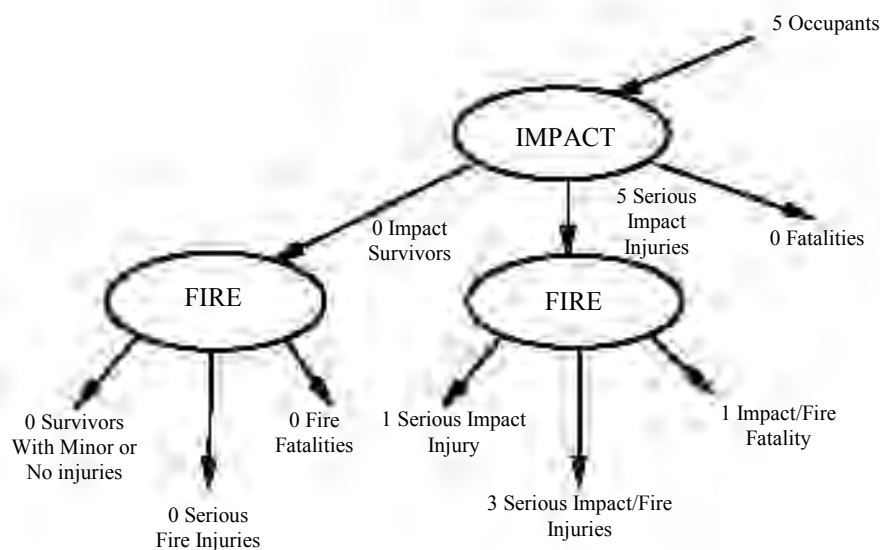 5 Occupants
IMPACT
0 Impact
Survivors
5 Serious
Impact
Injuries
0 Fatalities
FIRE
FIRE
0 Survivors
With Minor or
No injuries
0 Serious
Fire Injuries
0 Fire
Fatalities
1 Serious Impact
Injury
3 Serious Impact/Fire
Injuries
1 Impact/Fire
Fatality